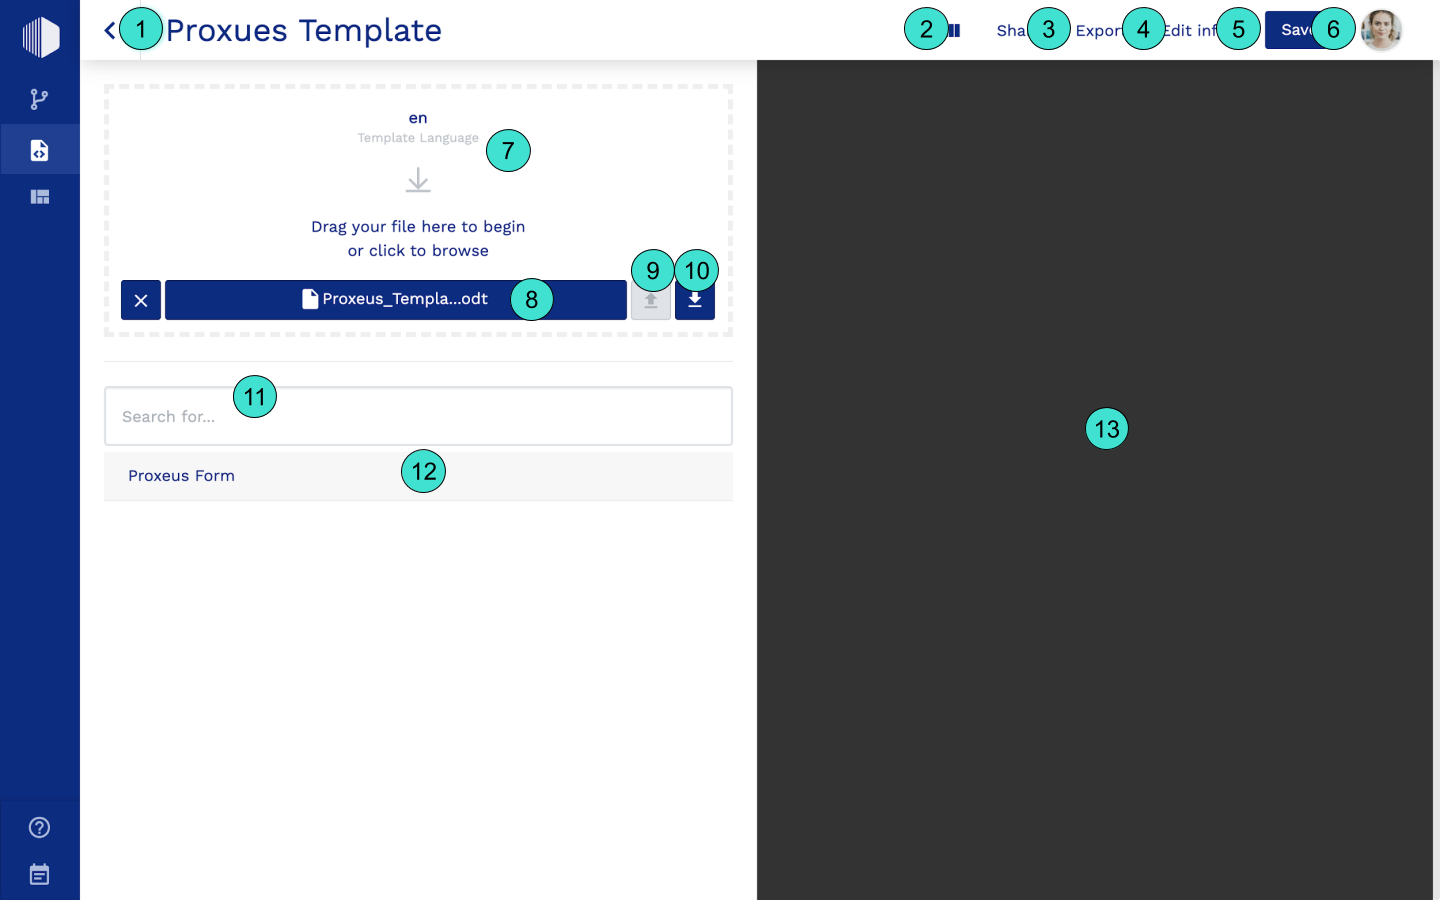 1 Proxues Template
2 Sha 3 Expor 4 Edit inf 5 Save 6
en
Template Language
7
Drag your file here to begin
or click to browse
9 10
Proxeus_Templa...odt 8
11
Search for...
Proxeus Form 12
13